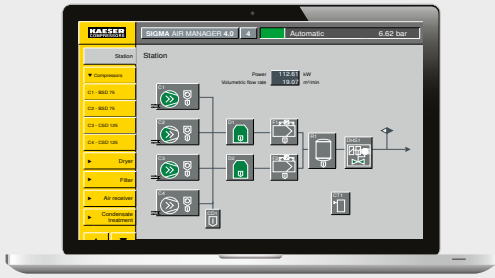 KAESER
COMPRESSORS
SIGMA AIR MANAGER 4.0
4
Automatic
6.62 bar
Station
Station
▼ Compressors
C1 - BSD 75
C2 - BSD 75
C3 - CSD 125
C4 - CSD 125
► Dryer
► Filter
► Air receiver
► Condensate
treatment
Power 112.61 kW
Volumetric flow rate 19.07 m³/min
C1
C2
C3
C4
D1
D2
R1
DHS1
CT1